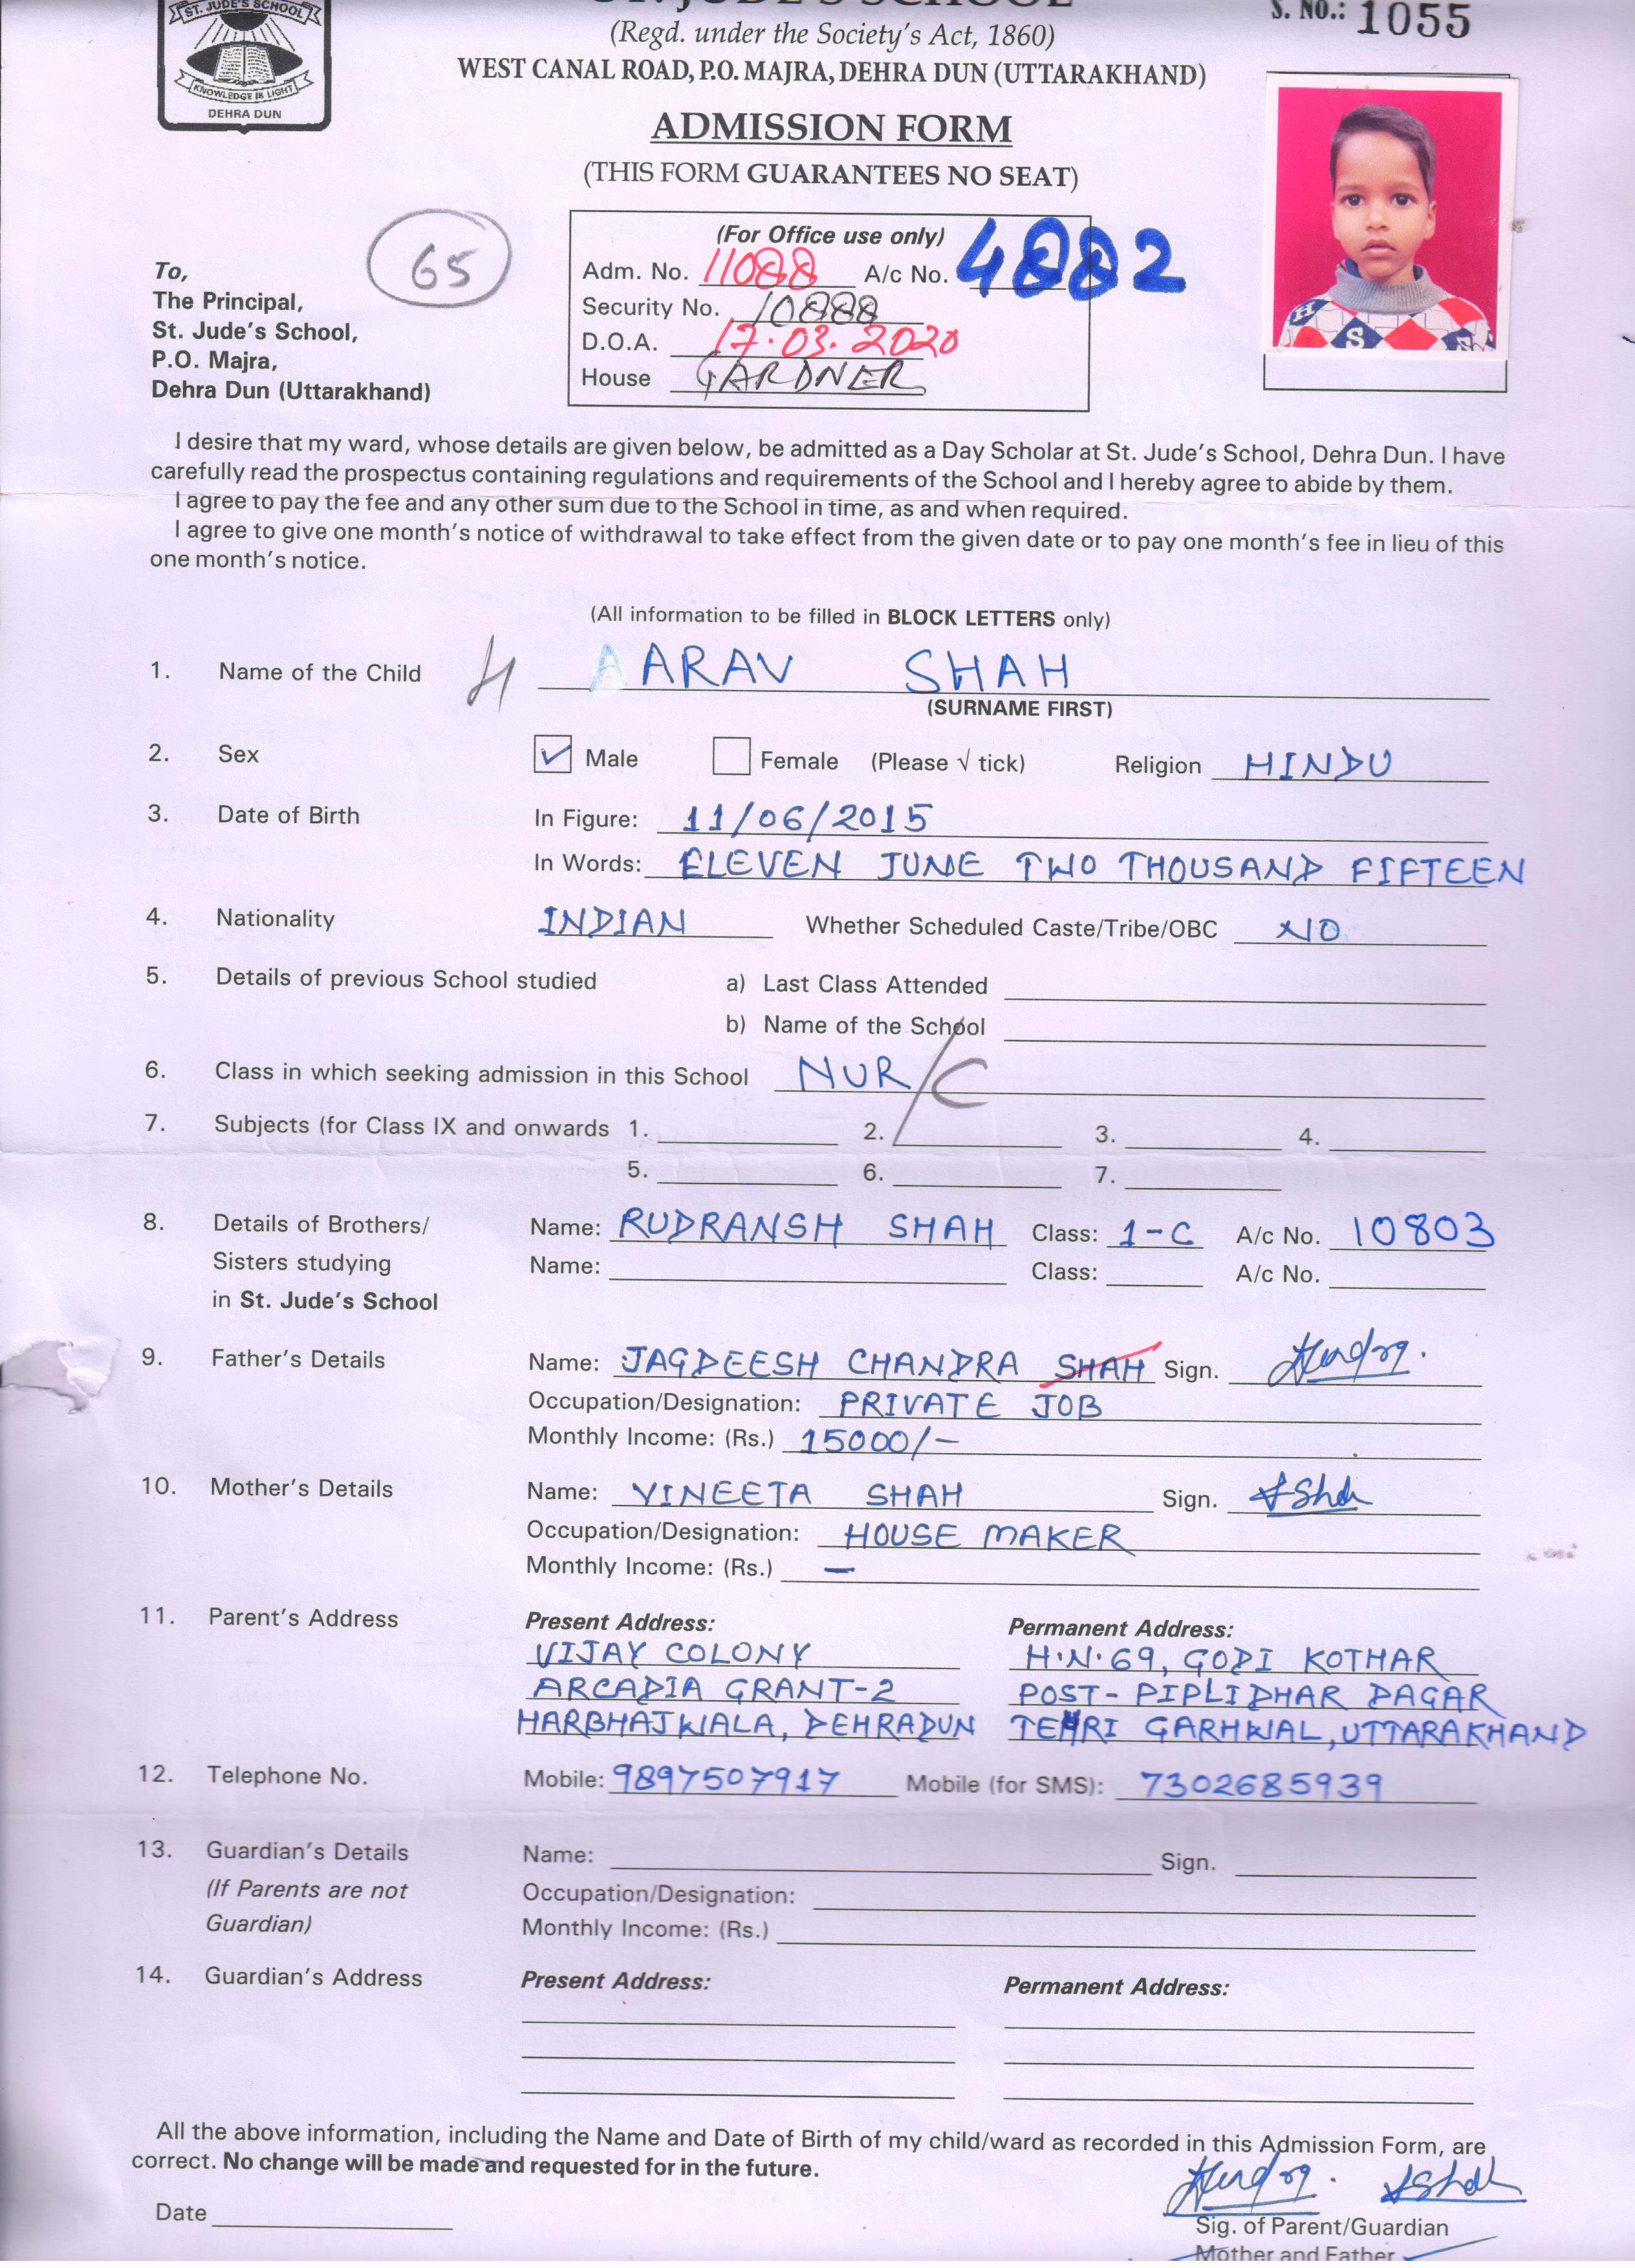 ST. JUDE'S SCHOOL
KNOWLEDGE IS LIGHT
DEHRA DUN
ST. JUDE'S SCHOOL
(Regd. under the Society's Act, 1860)
WEST CANAL ROAD, P.O. MAJRA, DEHRA DUN (UTTARAKHAND)
S. NO.: 1055
ADMISSION FORM
(THIS FORM GUARANTEES NO SEAT)
65
(For Office use only)
Adm. No. 11088 A/c No. 4882
Security No. 10888
D.O.A. 17.03.2020
House GARDNER
To,
The Principal,
St. Jude's School,
P.O. Majra,
Dehra Dun (Uttarakhand)
I desire that my ward, whose details are given below, be admitted as a Day Scholar at St. Jude's School, Dehra Dun. I have
carefully read the prospectus containing regulations and requirements of the School and I hereby agree to abide by them.
I agree to pay the fee and any other sum due to the School in time, as and when required.
I agree to give one month's notice of withdrawal to take effect from the given date or to pay one month's fee in lieu of this
one month's notice.
(All information to be filled in BLOCK LETTERS only)
1. Name of the Child AARAV SHAH
(SURNAME FIRST)
2. Sex ✓ Male Female (Please √ tick) Religion HINDU
3. Date of Birth In Figure: 11/06/2015
In Words: ELEVEN JUNE TWO THOUSAND FIFTEEN
4. Nationality INDIAN Whether Scheduled Caste/Tribe/OBC NO
5. Details of previous School studied a) Last Class Attended
b) Name of the School
6. Class in which seeking admission in this School NUR/C
7. Subjects (for Class IX and onwards 1. 2. 3. 4.
5. 6. 7.
8. Details of Brothers/ Name: RUDRANSH SHAH Class: 1-C A/c No. 10803
Sisters studying Name: Class: A/c No.
in St. Jude's School
9. Father's Details Name: JAGDEESH CHANDRA SHAH Sign.
Occupation/Designation: PRIVATE JOB
Monthly Income: (Rs.) 15000/-
10. Mother's Details Name: VINEETA SHAH Sign.
Occupation/Designation: HOUSE MAKER
Monthly Income: (Rs.) —
11. Parent's Address Present Address: Permanent Address:
VIJAY COLONY H.N.69, GODI KOTHAR
ARCADIA GRANT-2 POST- PIPLIDHAR DAGAR
HARBHAJWALA, DEHRADUN TEHRI GARHWAL, UTTARAKHAND
12. Telephone No. Mobile: 9897507917 Mobile (for SMS): 7302685939
13. Guardian's Details Name: Sign.
(If Parents are not Occupation/Designation:
Guardian) Monthly Income: (Rs.)
14. Guardian's Address Present Address: Permanent Address:
All the above information, including the Name and Date of Birth of my child/ward as recorded in this Admission Form, are
correct. No change will be made and requested for in the future.
Date
Sig. of Parent/Guardian
Mother and Father